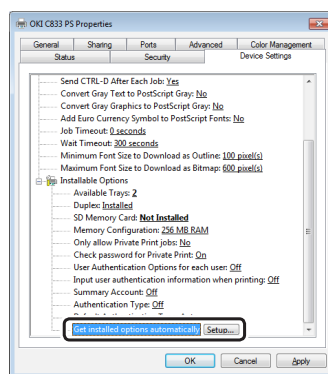 OKI C833 PS Properties
General Sharing Ports Advanced Color Management
Status Security Device Settings
Send CTRL-D After Each Job: Yes
Convert Gray Text to PostScript Gray: No
Convert Gray Graphics to PostScript Gray: No
Add Euro Currency Symbol to PostScript Fonts: No
Job Timeout: 0 seconds
Wait Timeout: 300 seconds
Minimum Font Size to Download as Outline: 100 pixel(s)
Maximum Font Size to Download as Bitmap: 600 pixel(s)
Installable Options
Available Trays: 2
Duplex: Installed
SD Memory Card: Not Installed
Memory Configuration: 256 MB RAM
Only allow Private Print jobs: No
Check password for Private Print: On
User Authentication Options for each user: Off
Input user authentication information when printing: Off
Summary Account: Off
Authentication Type: Off
Get installed options automatically Setup...
OK Cancel Apply